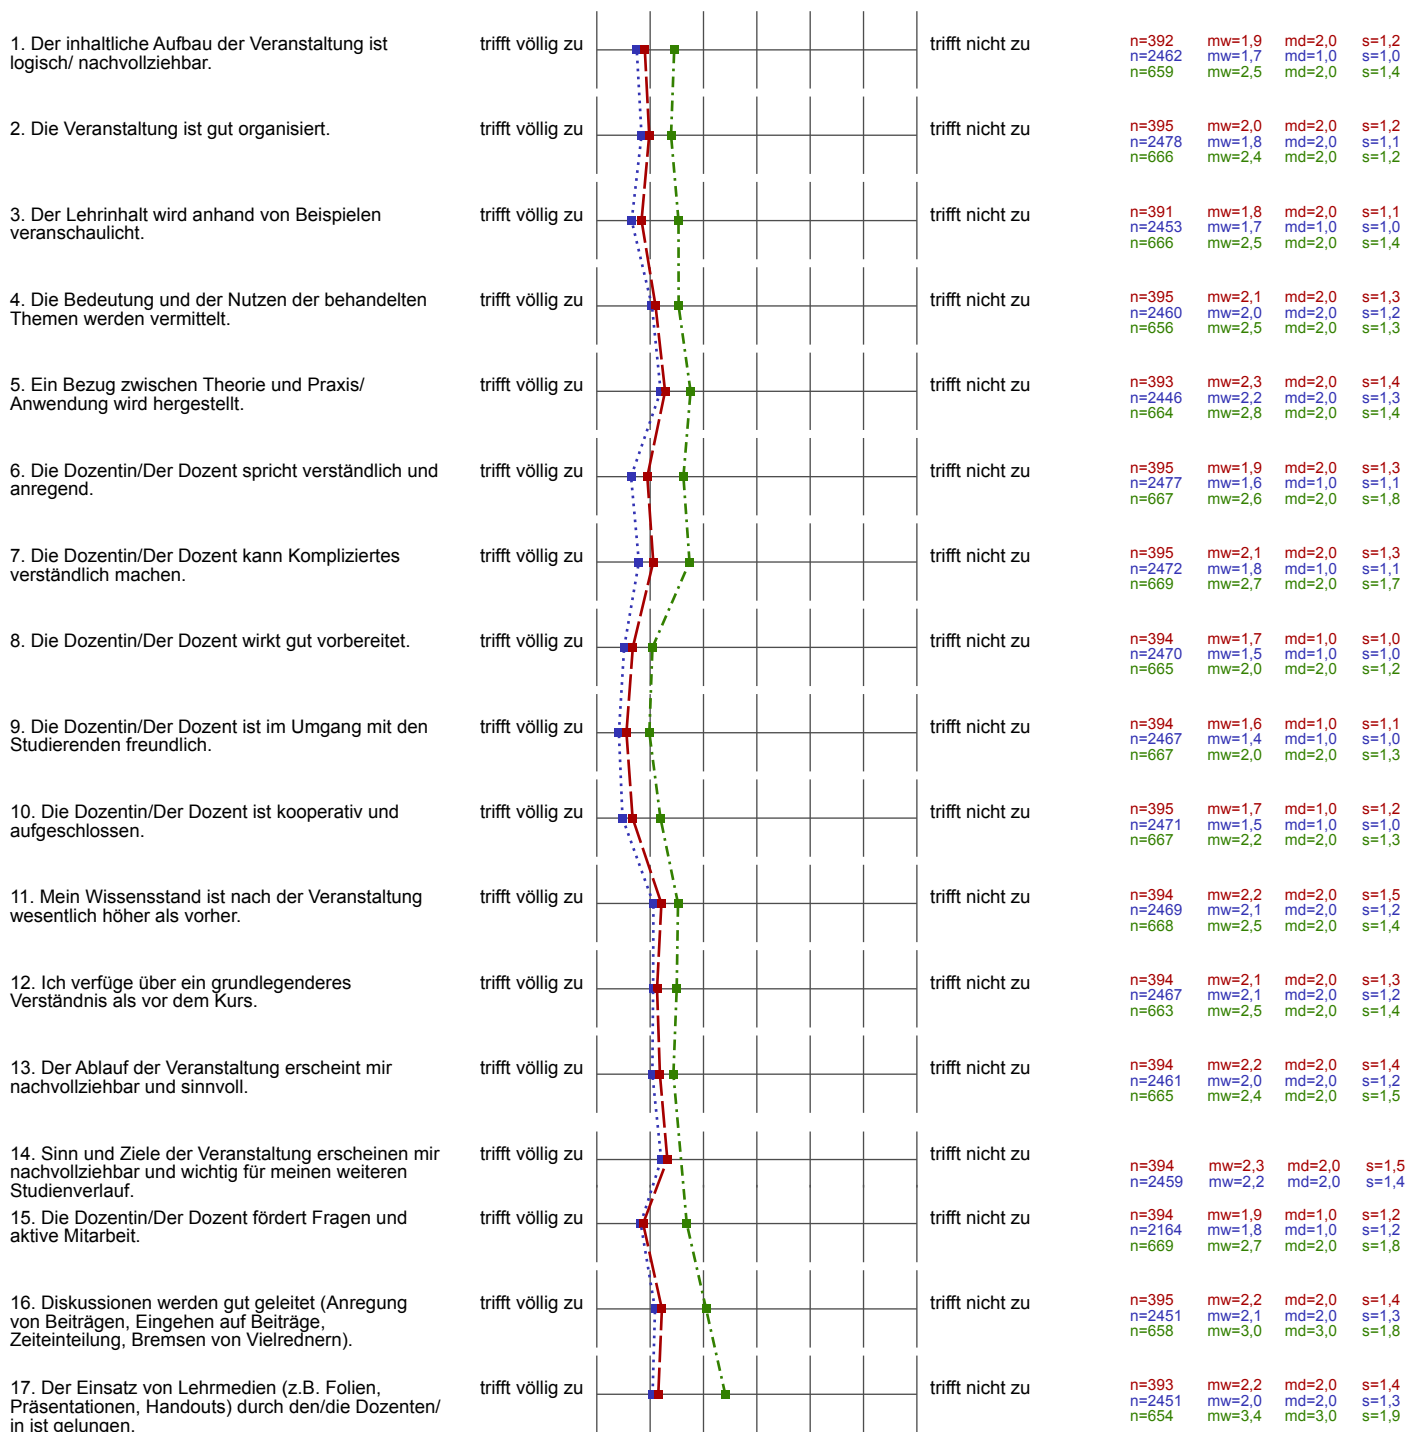 1. Der inhaltliche Aufbau der Veranstaltung ist
logisch/ nachvollziehbar.
trifft völlig zu
trifft nicht zu
n=392 mw=1,9 md=2,0 s=1,2
n=2462 mw=1,7 md=1,0 s=1,0
n=659 mw=2,5 md=2,0 s=1,4
2. Die Veranstaltung ist gut organisiert.
trifft völlig zu
trifft nicht zu
n=395 mw=2,0 md=2,0 s=1,2
n=2478 mw=1,8 md=2,0 s=1,1
n=666 mw=2,4 md=2,0 s=1,2
3. Der Lehrinhalt wird anhand von Beispielen
veranschaulicht.
trifft völlig zu
trifft nicht zu
n=391 mw=1,8 md=2,0 s=1,1
n=2453 mw=1,7 md=1,0 s=1,0
n=666 mw=2,5 md=2,0 s=1,4
4. Die Bedeutung und der Nutzen der behandelten
Themen werden vermittelt.
trifft völlig zu
trifft nicht zu
n=395 mw=2,1 md=2,0 s=1,3
n=2460 mw=2,0 md=2,0 s=1,2
n=656 mw=2,5 md=2,0 s=1,3
5. Ein Bezug zwischen Theorie und Praxis/
Anwendung wird hergestellt.
trifft völlig zu
trifft nicht zu
n=393 mw=2,3 md=2,0 s=1,4
n=2446 mw=2,2 md=2,0 s=1,3
n=664 mw=2,8 md=2,0 s=1,4
6. Die Dozentin/Der Dozent spricht verständlich und
anregend.
trifft völlig zu
trifft nicht zu
n=395 mw=1,9 md=2,0 s=1,3
n=2477 mw=1,6 md=1,0 s=1,1
n=667 mw=2,6 md=2,0 s=1,8
7. Die Dozentin/Der Dozent kann Kompliziertes
verständlich machen.
trifft völlig zu
trifft nicht zu
n=395 mw=2,1 md=2,0 s=1,3
n=2472 mw=1,8 md=1,0 s=1,1
n=669 mw=2,7 md=2,0 s=1,7
8. Die Dozentin/Der Dozent wirkt gut vorbereitet.
trifft völlig zu
trifft nicht zu
n=394 mw=1,7 md=1,0 s=1,0
n=2470 mw=1,5 md=1,0 s=1,0
n=665 mw=2,0 md=2,0 s=1,2
9. Die Dozentin/Der Dozent ist im Umgang mit den
Studierenden freundlich.
trifft völlig zu
trifft nicht zu
n=394 mw=1,6 md=1,0 s=1,1
n=2467 mw=1,4 md=1,0 s=1,0
n=667 mw=2,0 md=2,0 s=1,3
10. Die Dozentin/Der Dozent ist kooperativ und
aufgeschlossen.
trifft völlig zu
trifft nicht zu
n=395 mw=1,7 md=1,0 s=1,2
n=2471 mw=1,5 md=1,0 s=1,0
n=667 mw=2,2 md=2,0 s=1,3
11. Mein Wissensstand ist nach der Veranstaltung
wesentlich höher als vorher.
trifft völlig zu
trifft nicht zu
n=394 mw=2,2 md=2,0 s=1,5
n=2469 mw=2,1 md=2,0 s=1,2
n=668 mw=2,5 md=2,0 s=1,4
12. Ich verfüge über ein grundlegenderes
Verständnis als vor dem Kurs.
trifft völlig zu
trifft nicht zu
n=394 mw=2,1 md=2,0 s=1,3
n=2467 mw=2,1 md=2,0 s=1,2
n=663 mw=2,5 md=2,0 s=1,4
13. Der Ablauf der Veranstaltung erscheint mir
nachvollziehbar und sinnvoll.
trifft völlig zu
trifft nicht zu
n=394 mw=2,2 md=2,0 s=1,4
n=2461 mw=2,0 md=2,0 s=1,2
n=665 mw=2,4 md=2,0 s=1,5
14. Sinn und Ziele der Veranstaltung erscheinen mir
nachvollziehbar und wichtig für meinen weiteren
Studienverlauf.
trifft völlig zu
trifft nicht zu
n=394 mw=2,3 md=2,0 s=1,5
n=2459 mw=2,2 md=2,0 s=1,4
15. Die Dozentin/Der Dozent fördert Fragen und
aktive Mitarbeit.
trifft völlig zu
trifft nicht zu
n=394 mw=1,9 md=1,0 s=1,2
n=2164 mw=1,8 md=1,0 s=1,2
n=669 mw=2,7 md=2,0 s=1,8
16. Diskussionen werden gut geleitet (Anregung
von Beiträgen, Eingehen auf Beiträge,
Zeiteinteilung, Bremsen von Vielrednern).
trifft völlig zu
trifft nicht zu
n=395 mw=2,2 md=2,0 s=1,4
n=2451 mw=2,1 md=2,0 s=1,3
n=658 mw=3,0 md=3,0 s=1,8
17. Der Einsatz von Lehrmedien (z.B. Folien,
Präsentationen, Handouts) durch den/die Dozenten/
in ist gelungen.
trifft völlig zu
trifft nicht zu
n=393 mw=2,2 md=2,0 s=1,4
n=2451 mw=2,0 md=2,0 s=1,3
n=654 mw=3,4 md=3,0 s=1,9